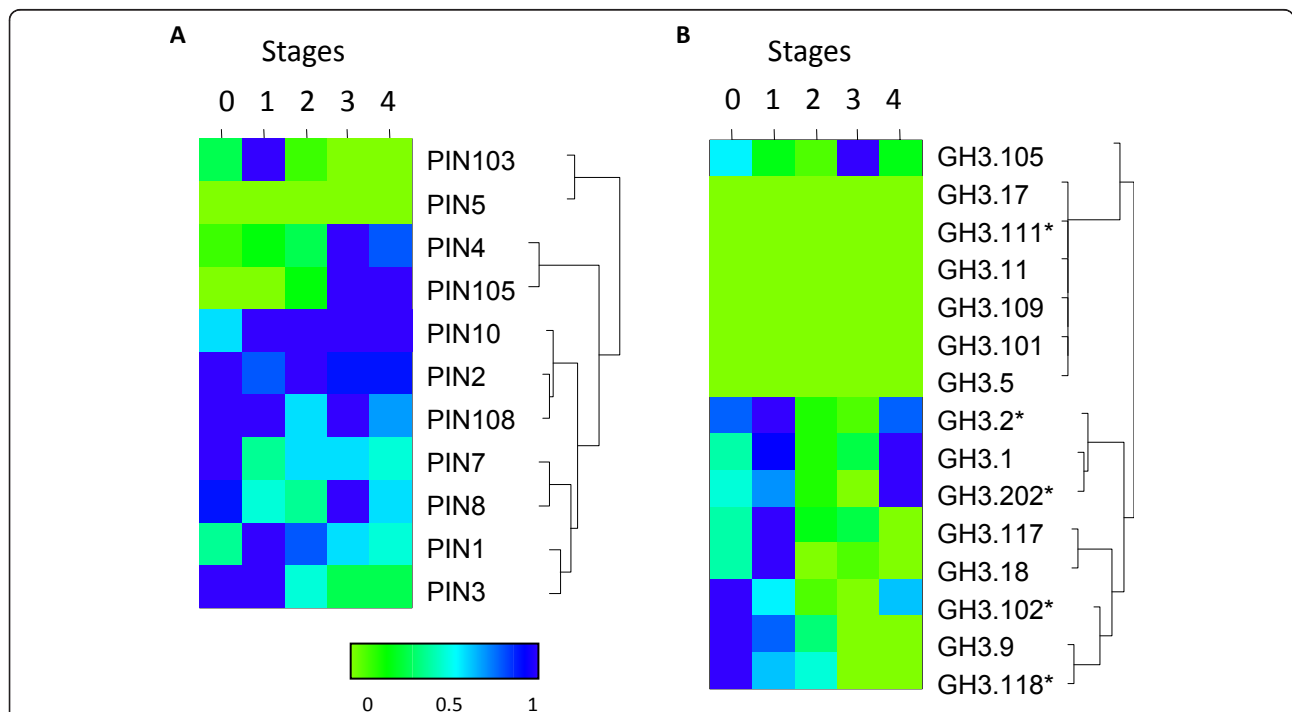 A
Stages
0 1 2 3 4
PIN103
PIN5
PIN4
PIN105
PIN10
PIN2
PIN108
PIN7
PIN8
PIN1
PIN3
0 0.5 1
B
Stages
0 1 2 3 4
GH3.105
GH3.17
GH3.111*
GH3.11
GH3.109
GH3.101
GH3.5
GH3.2*
GH3.1
GH3.202*
GH3.117
GH3.18
GH3.102*
GH3.9
GH3.118*